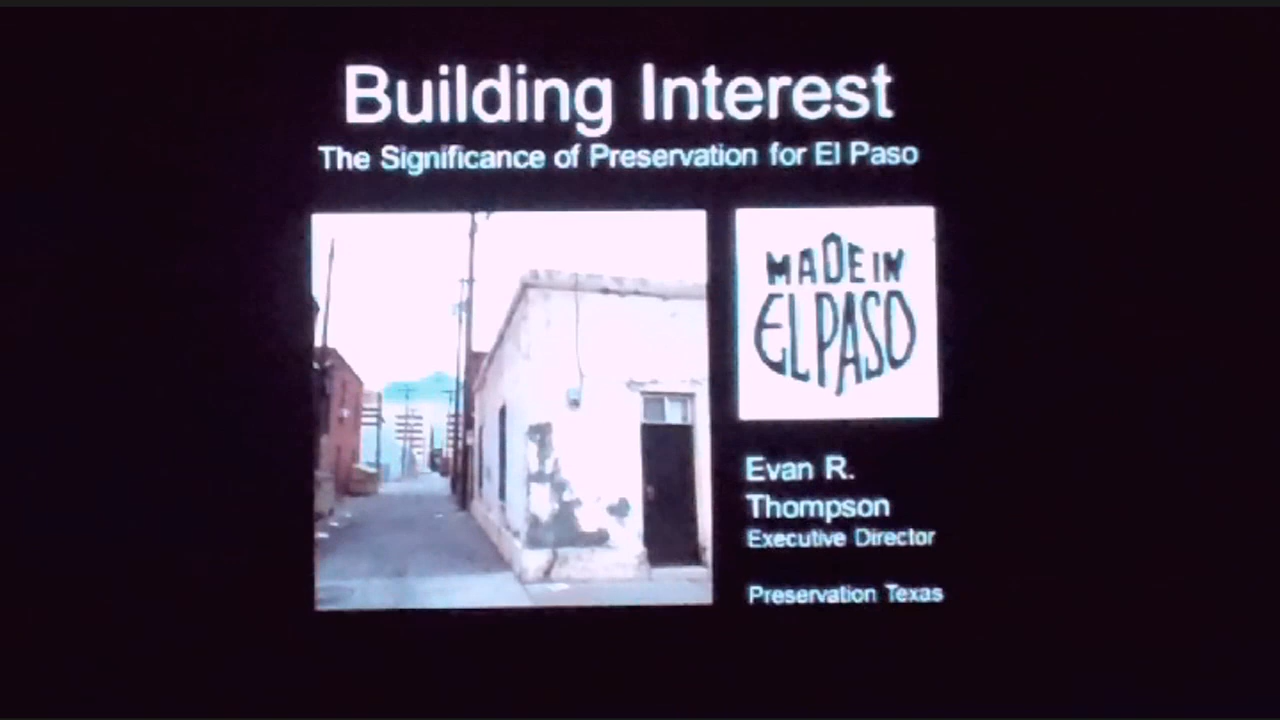 Building Interest
The Significance of Preservation for El Paso
MADE IN
EL PASO
Evan R.
Thompson
Executive Director
Preservation Texas